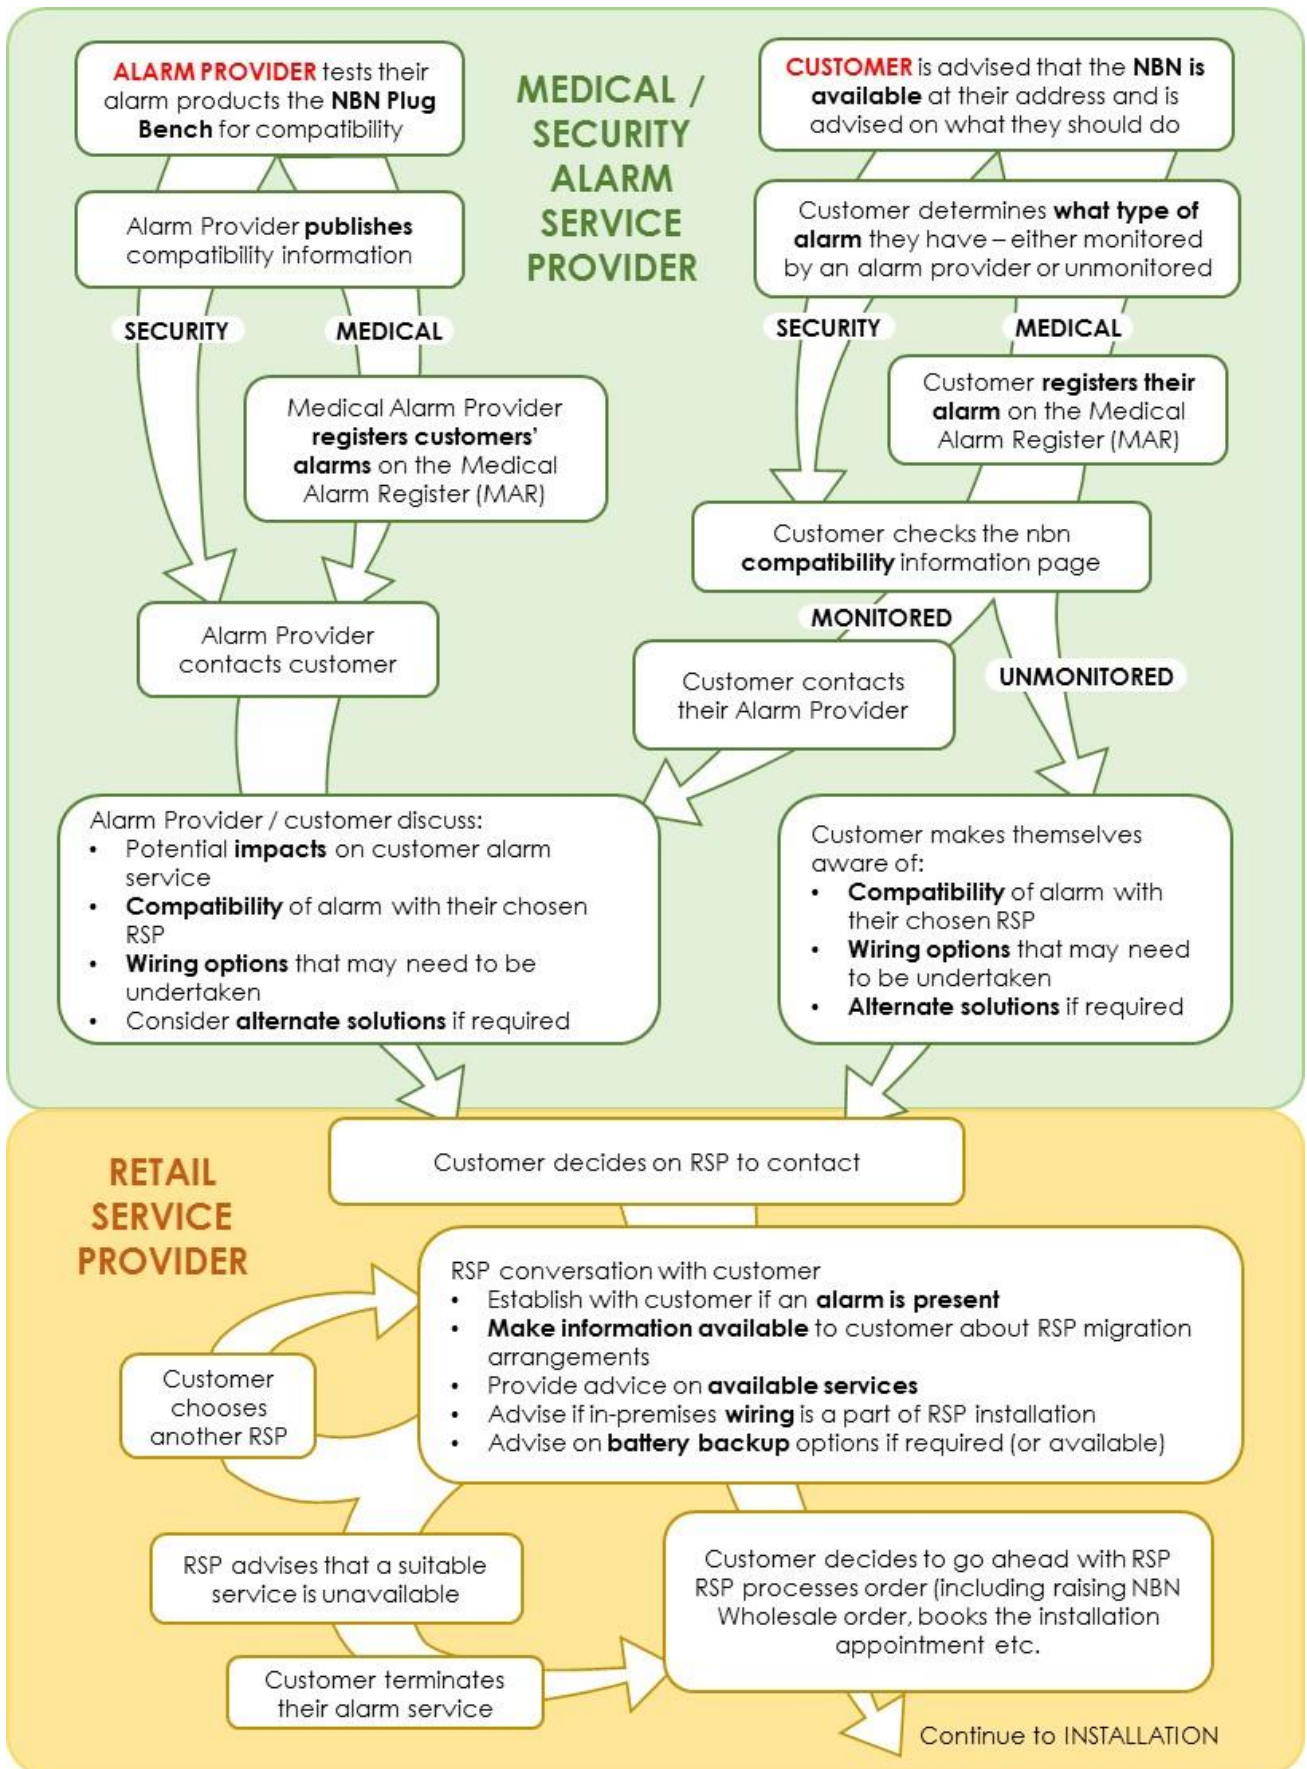 MEDICAL /
SECURITY
ALARM
SERVICE
PROVIDER
ALARM PROVIDER tests their
alarm products the NBN Plug
Bench for compatibility
Alarm Provider publishes
compatibility information
SECURITY
MEDICAL
Medical Alarm Provider
registers customers'
alarms on the Medical
Alarm Register (MAR)
Alarm Provider
contacts customer
CUSTOMER is advised that the NBN is
available at their address and is
advised on what they should do
Customer determines what type of
alarm they have – either monitored
by an alarm provider or unmonitored
SECURITY
MEDICAL
Customer registers their
alarm on the Medical
Alarm Register (MAR)
Customer checks the nbn
compatibility information page
MONITORED
UNMONITORED
Customer contacts
their Alarm Provider
Alarm Provider / customer discuss:
• Potential impacts on customer alarm
service
• Compatibility of alarm with their chosen
RSP
• Wiring options that may need to be
undertaken
• Consider alternate solutions if required
Customer makes themselves
aware of:
• Compatibility of alarm with
their chosen RSP
• Wiring options that may need
to be undertaken
• Alternate solutions if required
RETAIL
SERVICE
PROVIDER
Customer decides on RSP to contact
RSP conversation with customer
• Establish with customer if an alarm is present
• Make information available to customer about RSP migration
arrangements
• Provide advice on available services
• Advise if in-premises wiring is a part of RSP installation
• Advise on battery backup options if required (or available)
Customer
chooses
another RSP
RSP advises that a suitable
service is unavailable
Customer terminates
their alarm service
Customer decides to go ahead with RSP
RSP processes order (including raising NBN
Wholesale order, books the installation
appointment etc.
Continue to INSTALLATION